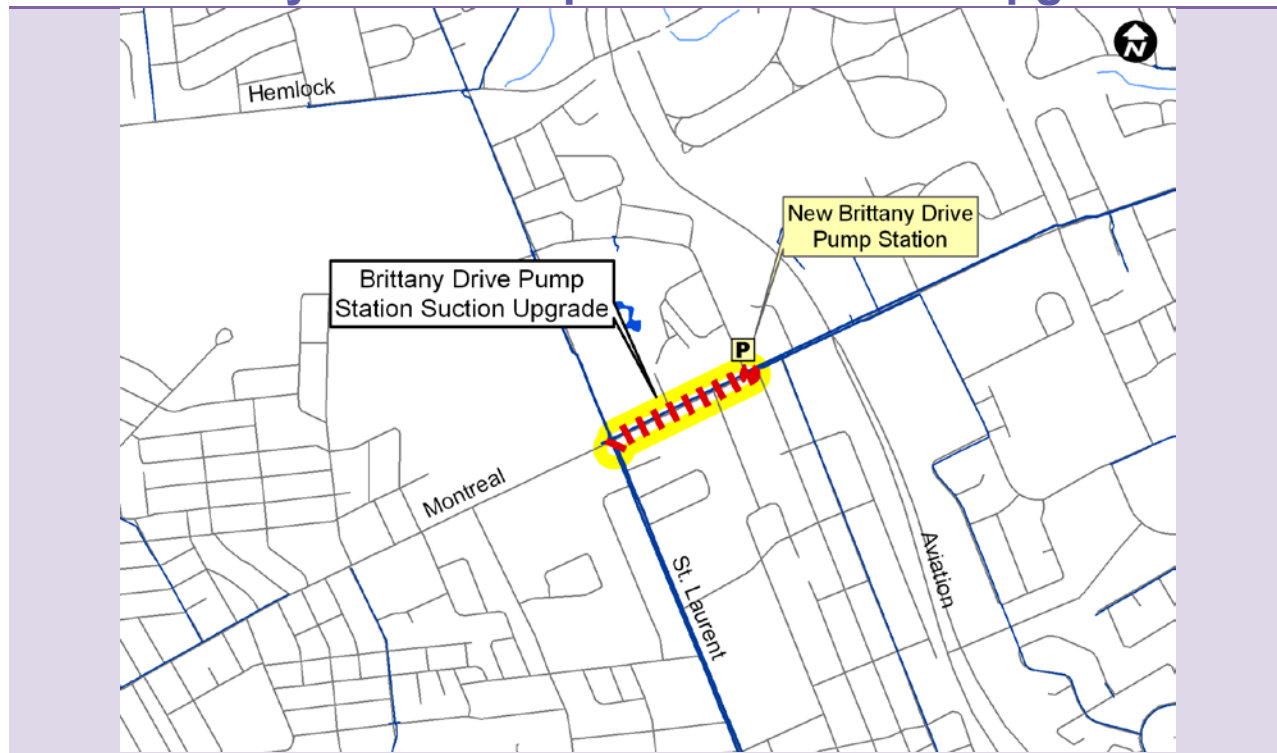 N
Hemlock
New Brittany Drive
Pump Station
Brittany Drive Pump
Station Suction Upgrade
P
Montreal
St. Laurent
Aviation